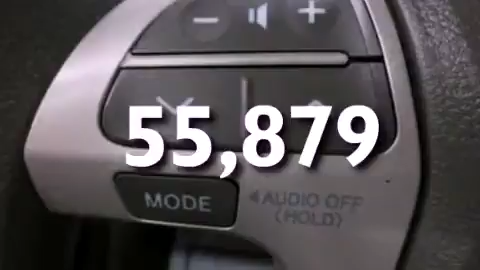 − +
55,879
MODE
AUDIO OFF
(HOLD)